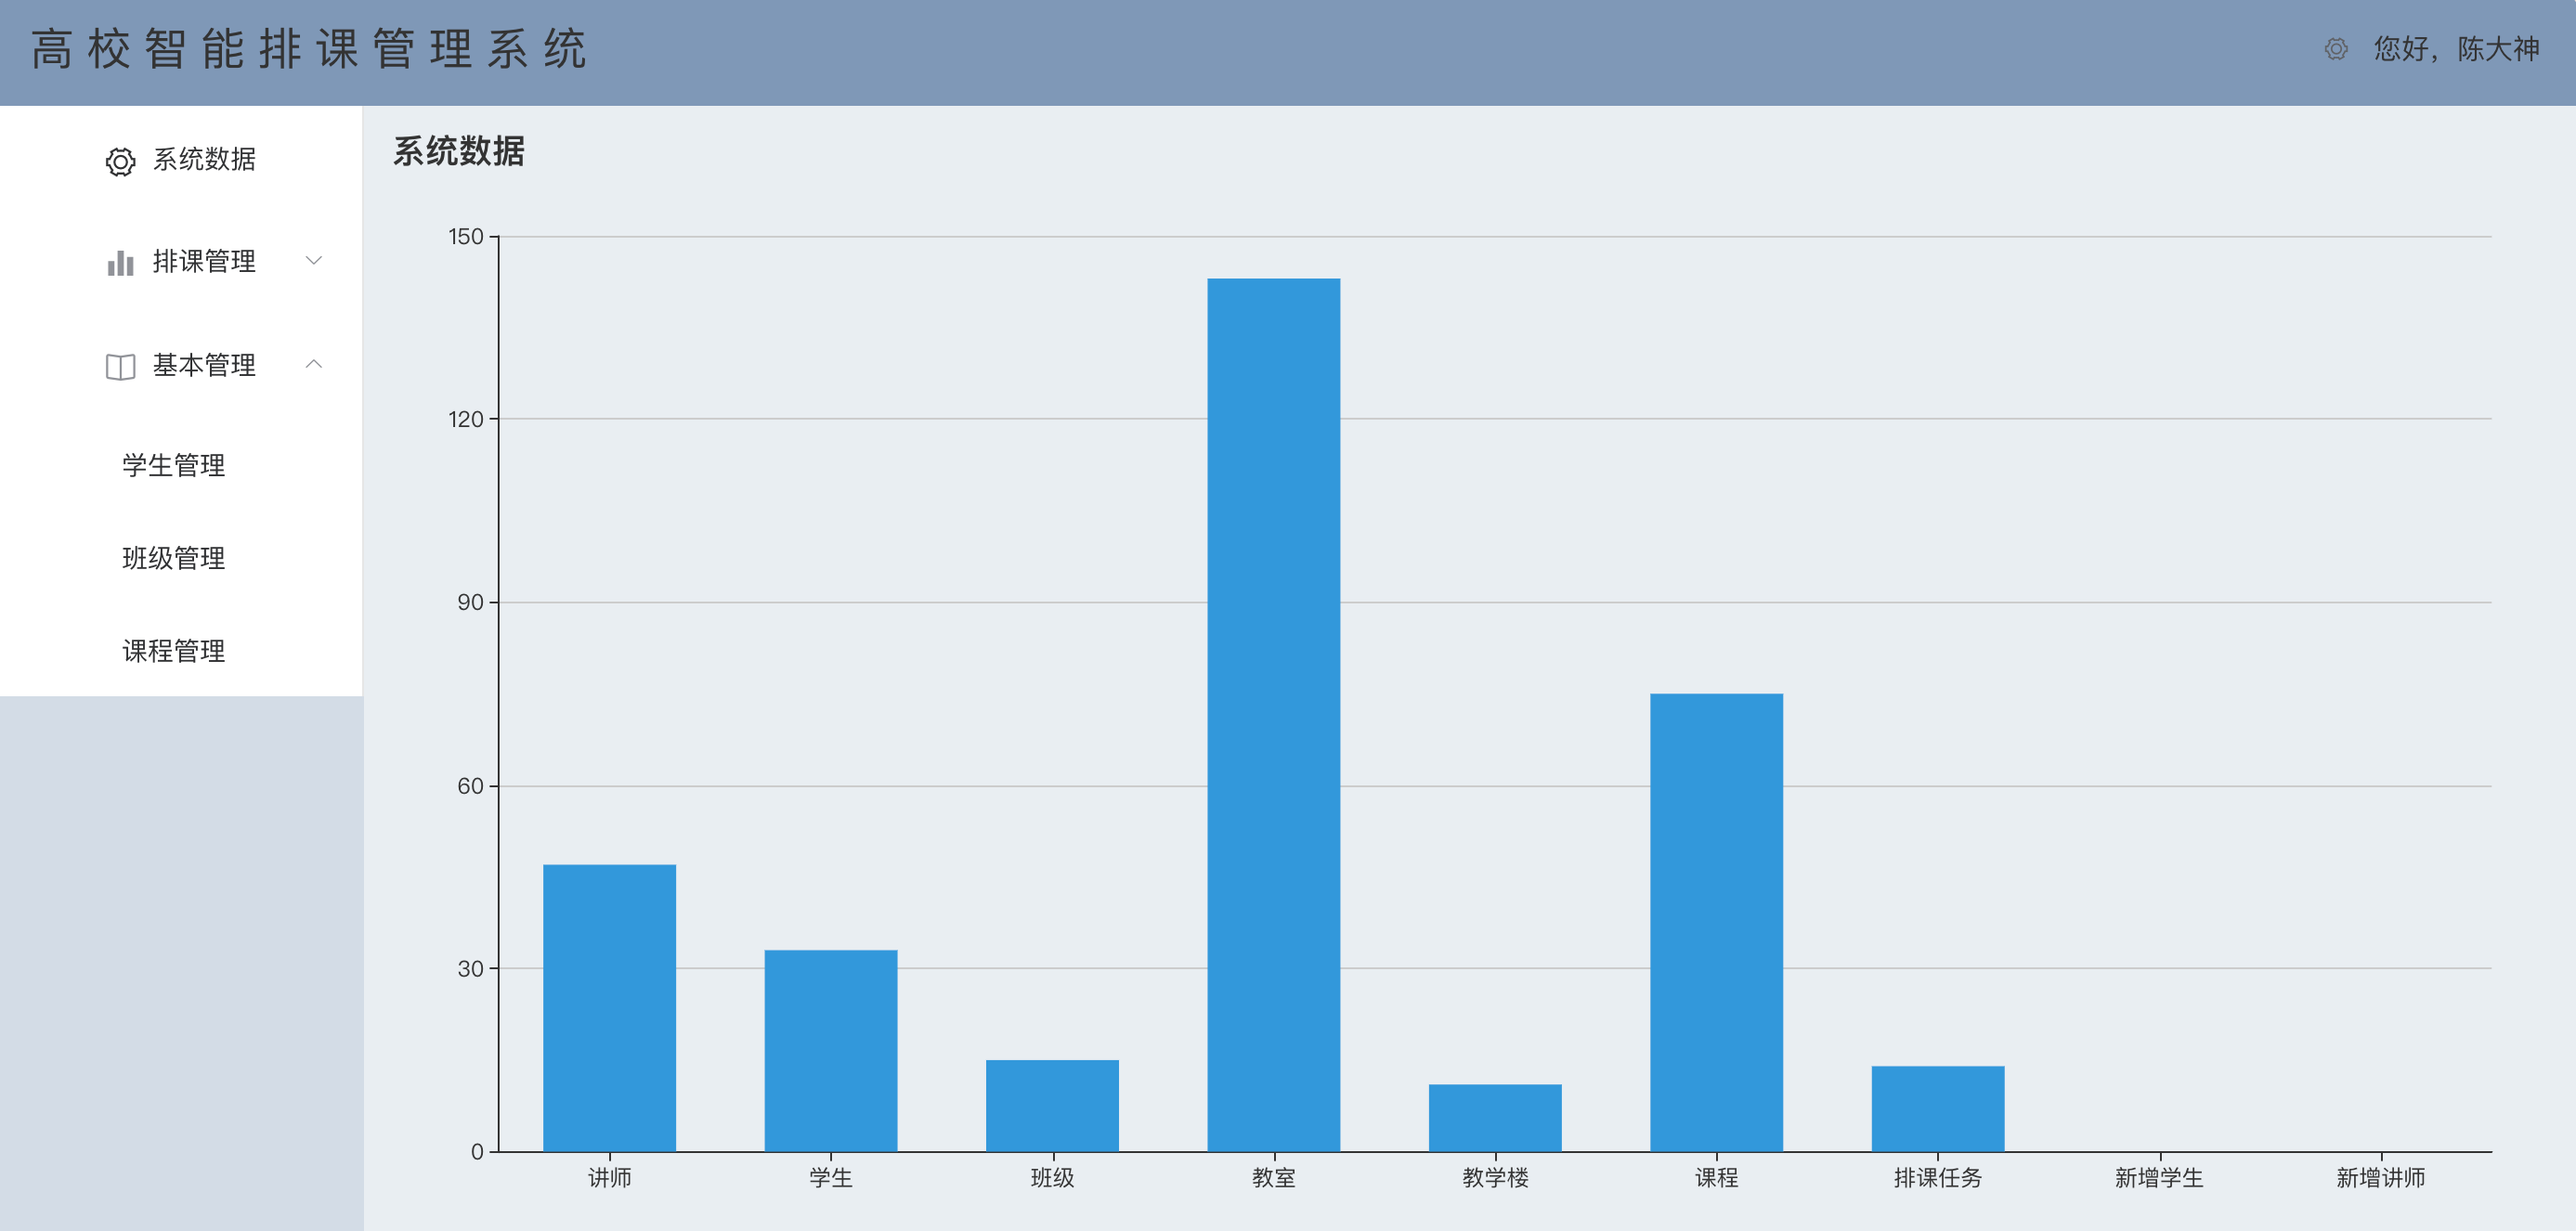 高校智能排课管理系统
您好，陈大神
系统数据
排课管理
基本管理
学生管理
班级管理
课程管理
系统数据
150
120
90
60
30
0
讲师 学生 班级 教室 教学楼 课程 排课任务 新增学生 新增讲师